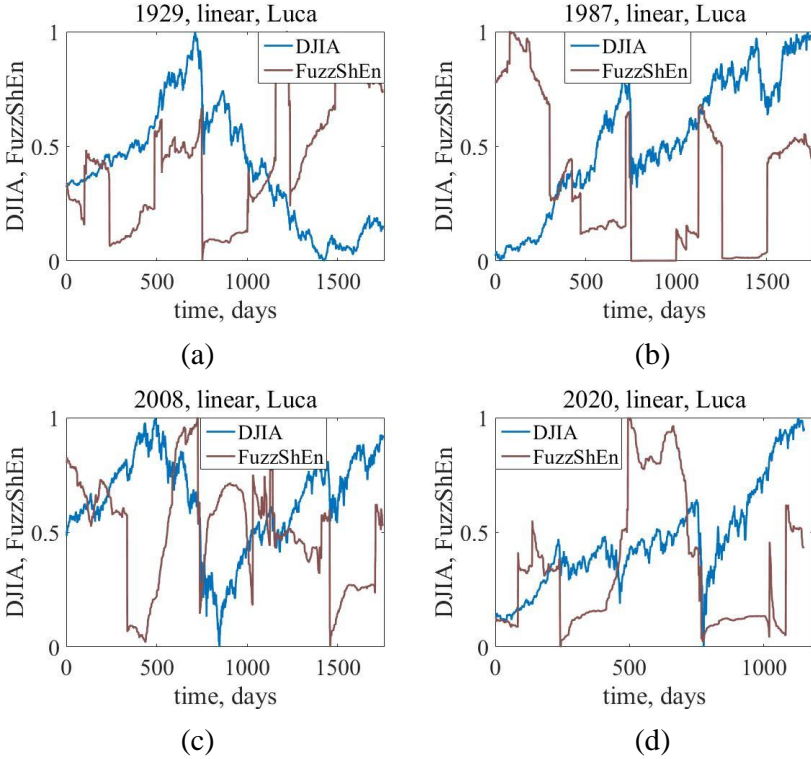 1929, linear, Luca
DJIA, FuzzShEn
1
0.5
0
DJIA
FuzzShEn
0
500
1000
1500
time, days
(a)
1987, linear, Luca
DJIA, FuzzShEn
1
0.5
0
DJIA
FuzzShEn
0
500
1000
1500
time, days
(b)
2008, linear, Luca
DJIA, FuzzShEn
1
0.5
0
DJIA
FuzzShEn
0
500
1000
1500
time, days
(c)
2020, linear, Luca
DJIA, FuzzShEn
1
0.5
0
DJIA
FuzzShEn
0
500
1000
time, days
(d)